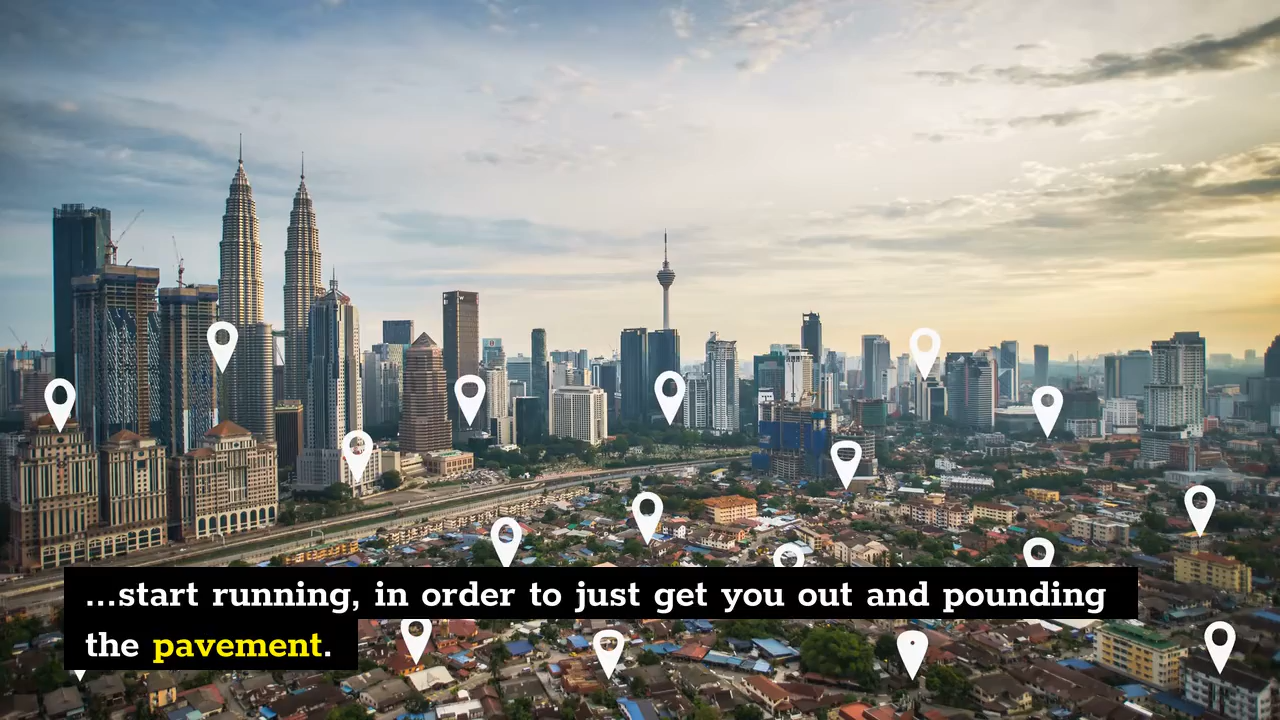 ...start running, in order to just get you out and pounding
the pavement.